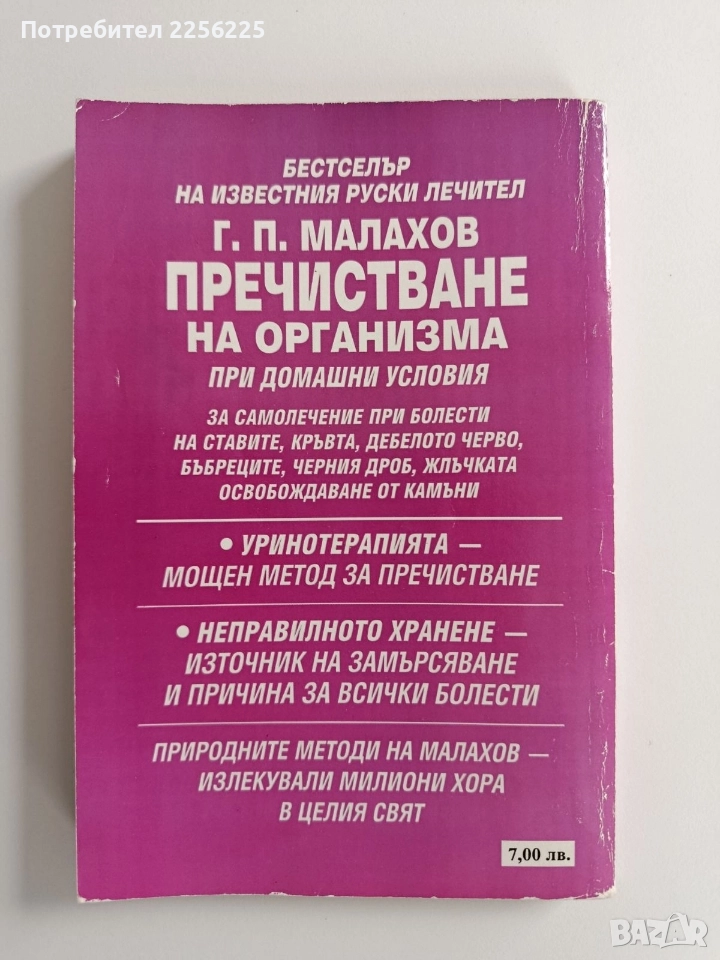 Потребител 2256225
БЕСТСЕЛЪР
НА ИЗВЕСТНИЯ РУСКИ ЛЕЧИТЕЛ
Г. П. МАЛАХОВ
ПРЕЧИСТВАНЕ
НА ОРГАНИЗМА
ПРИ ДОМАШНИ УСЛОВИЯ
ЗА САМОЛЕЧЕНИЕ ПРИ БОЛЕСТИ
НА СТАВИТЕ, КРЪВТА, ДЕБЕЛОТО ЧЕРВО,
БЪБРЕЦИТЕ, ЧЕРНИЯ ДРОБ, ЖЛЪЧКАТА
ОСВОБОЖДАВАНЕ ОТ КАМЪНИ
• УРИНОТЕРАПИЯТА —
МОЩЕН МЕТОД ЗА ПРЕЧИСТВАНЕ
• НЕПРАВИЛНОТО ХРАНЕНЕ —
ИЗТОЧНИК НА ЗАМЪРСЯВАНЕ
И ПРИЧИНА ЗА ВСИЧКИ БОЛЕСТИ
ПРИРОДНИТЕ МЕТОДИ НА МАЛАХОВ —
ИЗЛЕКУВАЛИ МИЛИОНИ ХОРА
В ЦЕЛИЯ СВЯТ
7,00 лв.
BAZAR